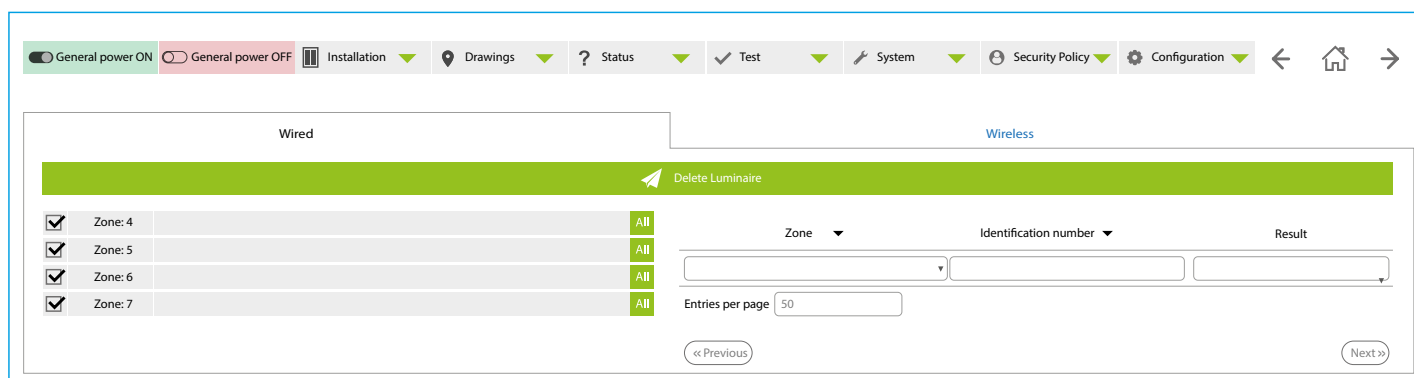 General power ON General power OFF Installation Drawings ? Status Test System Security Policy Configuration
Wired Wireless
Delete Luminaire
Zone: 4 All
Zone: 5 All
Zone: 6 All
Zone: 7 All
Zone Identification number Result
Entries per page 50
« Previous Next »